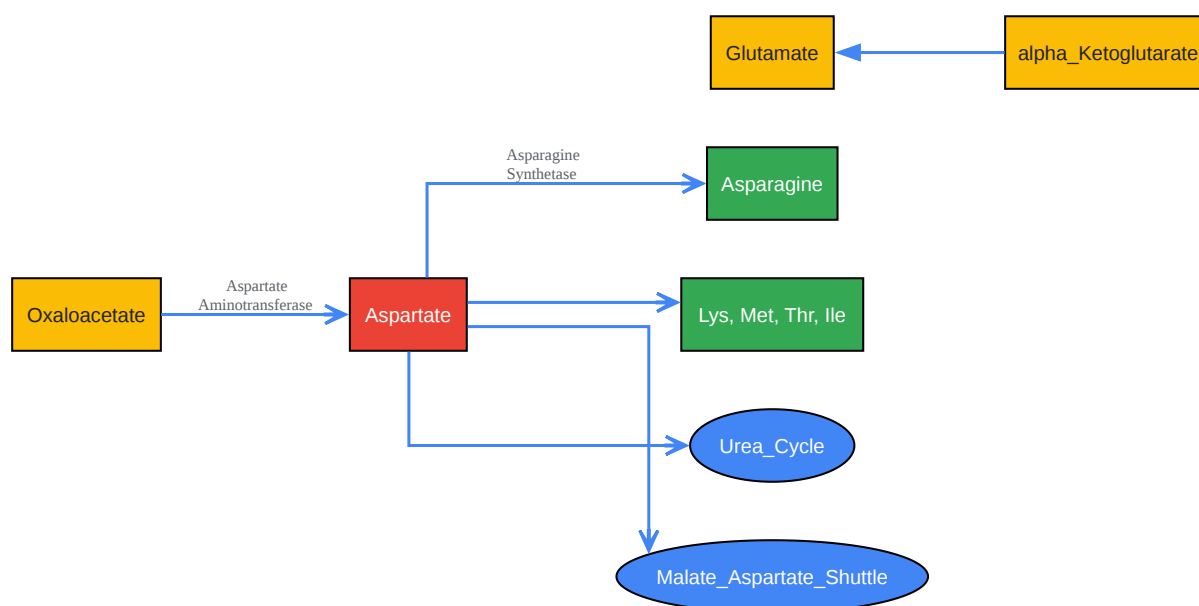 Glutamate
alpha_Ketoglutarate
Asparagine
Synthetase
Asparagine
Oxaloacetate
Aspartate
Aminotransferase
Aspartate
Lys, Met, Thr, Ile
Urea_Cycle
Malate_Aspartate_Shuttle